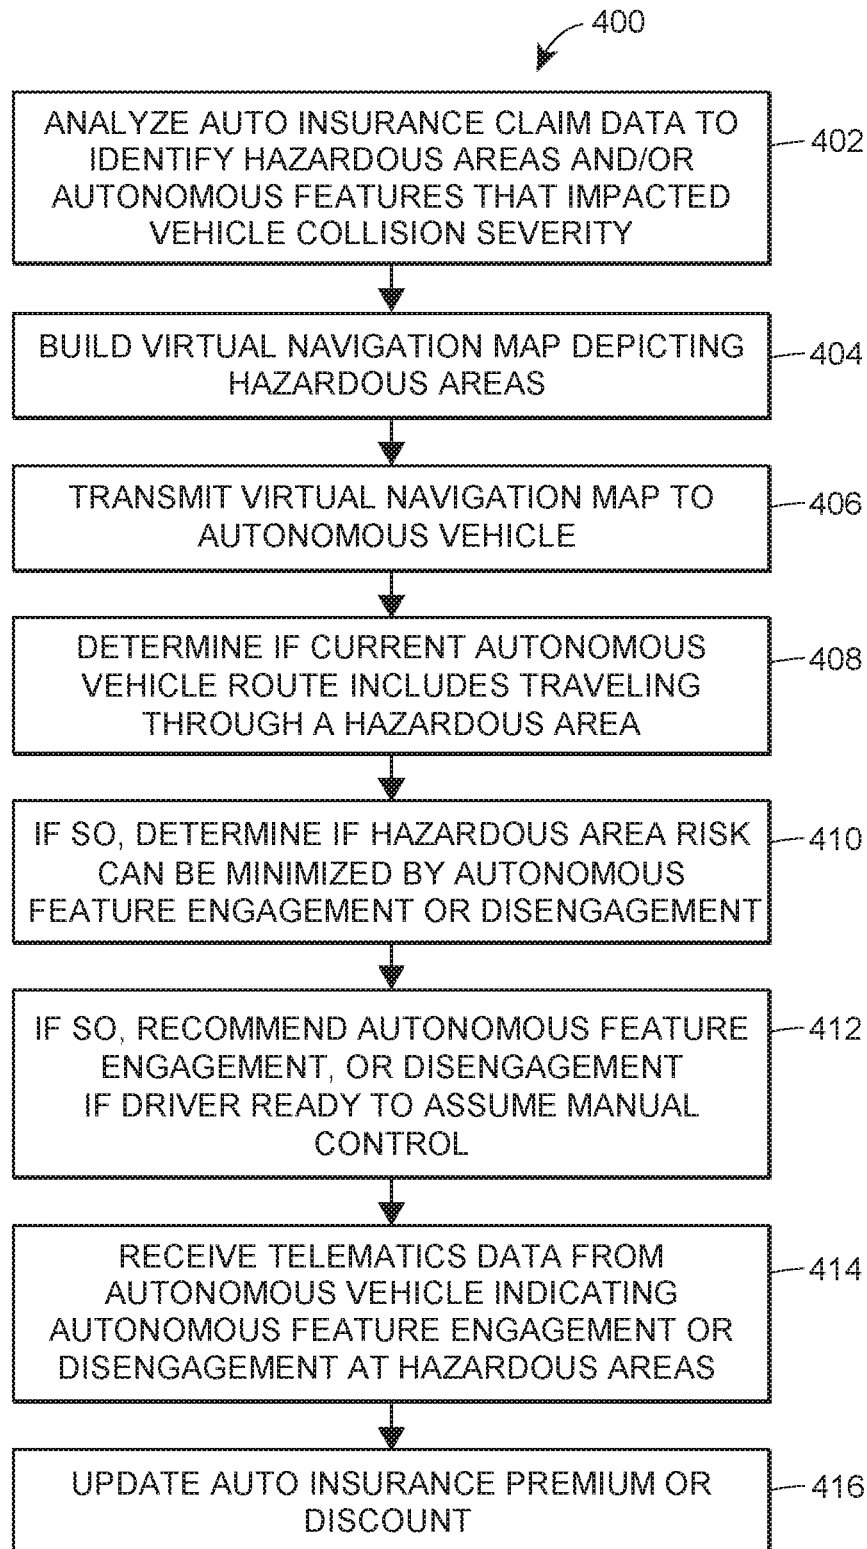 400
ANALYZE AUTO INSURANCE CLAIM DATA TO
IDENTIFY HAZARDOUS AREAS AND/OR
AUTONOMOUS FEATURES THAT IMPACTED
VEHICLE COLLISION SEVERITY
402
BUILD VIRTUAL NAVIGATION MAP DEPICTING
HAZARDOUS AREAS
404
TRANSMIT VIRTUAL NAVIGATION MAP TO
AUTONOMOUS VEHICLE
406
DETERMINE IF CURRENT AUTONOMOUS
VEHICLE ROUTE INCLUDES TRAVELING
THROUGH A HAZARDOUS AREA
408
IF SO, DETERMINE IF HAZARDOUS AREA RISK
CAN BE MINIMIZED BY AUTONOMOUS
FEATURE ENGAGEMENT OR DISENGAGEMENT
410
IF SO, RECOMMEND AUTONOMOUS FEATURE
ENGAGEMENT, OR DISENGAGEMENT
IF DRIVER READY TO ASSUME MANUAL
CONTROL
412
RECEIVE TELEMATICS DATA FROM
AUTONOMOUS VEHICLE INDICATING
AUTONOMOUS FEATURE ENGAGEMENT OR
DISENGAGEMENT AT HAZARDOUS AREAS
414
UPDATE AUTO INSURANCE PREMIUM OR
DISCOUNT
416